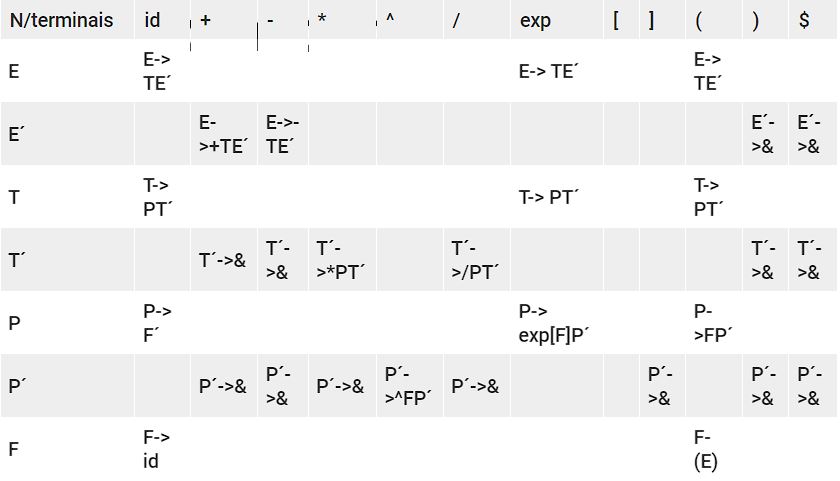 N/terminais id + - * ^ / exp [ ] ( ) $
E E-> TE´ E-> TE´ E-> TE´
E´ E->+TE´ E->-TE´ E´->& E´->&
T T-> PT´ T-> PT´ T-> PT´
T´ T´->& T´->& T´->*PT´ T´->/PT´ T´->& T´->&
P P-> F´ P-> exp[F]P´ P->FP´
P´ P´->& P´->& P´->& P´->^FP´ P´->& P´->& P´->& P´->&
F F-> id F-(E)